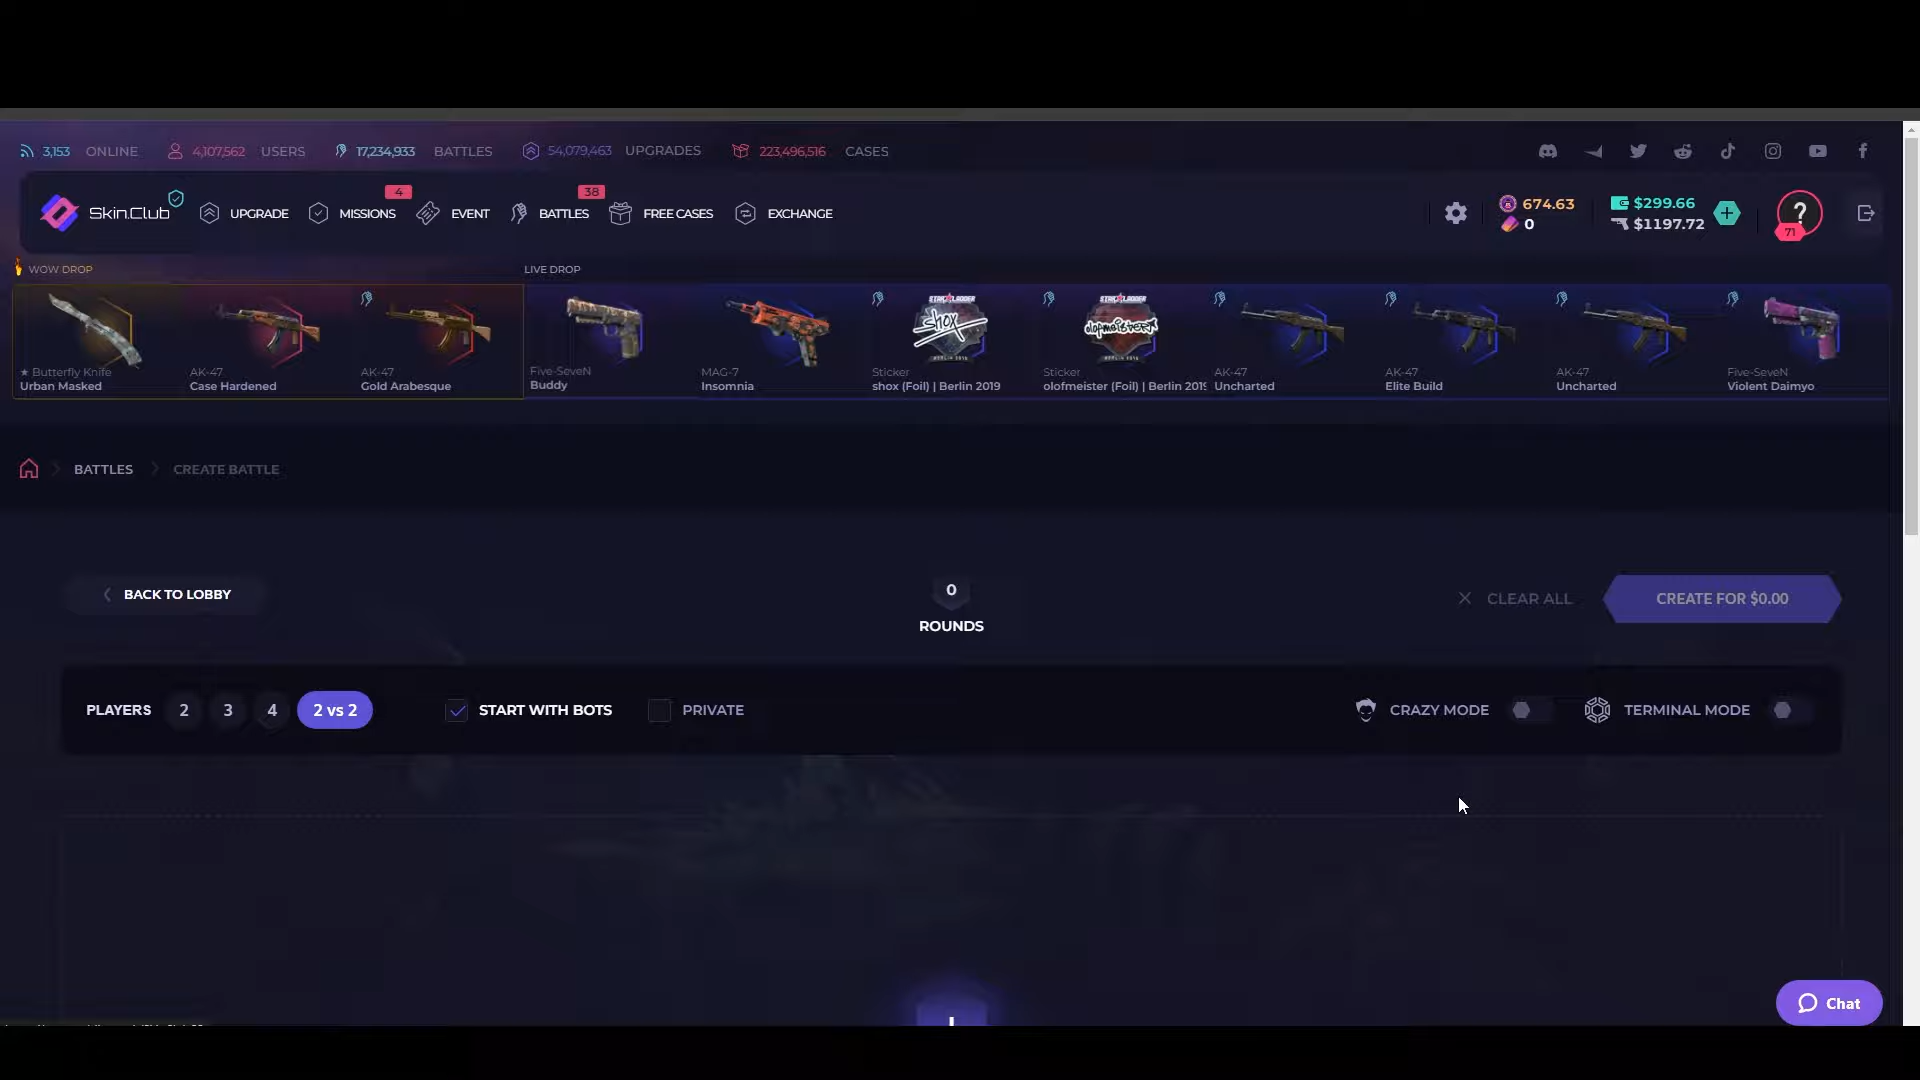 3,153 ONLINE 4,107,562 USERS 17,234,933 BATTLES 54,079,463 UPGRADES 223,496,516 CASES
Skin.Club UPGRADE 4 MISSIONS EVENT 38 BATTLES FREE CASES EXCHANGE
674.63 $299.66
0 $1197.72
? 71
WOW DROP LIVE DROP
★ Butterfly Knife
Urban Masked
AK-47
Case Hardened
AK-47
Gold Arabesque
Five-SeveN
Buddy
MAG-7
Insomnia
shox
Sticker
shox (Foil) | Berlin 2019
olofmeister
Sticker
olofmeister (Foil) | Berlin 2019
AK-47
Uncharted
AK-47
Elite Build
AK-47
Uncharted
Five-SeveN
Violent Daimyo
BATTLES CREATE BATTLE
BACK TO LOBBY
0
ROUNDS
CLEAR ALL
CREATE FOR $0.00
PLAYERS 2 3 4 2 vs 2 START WITH BOTS PRIVATE CRAZY MODE TERMINAL MODE
Chat